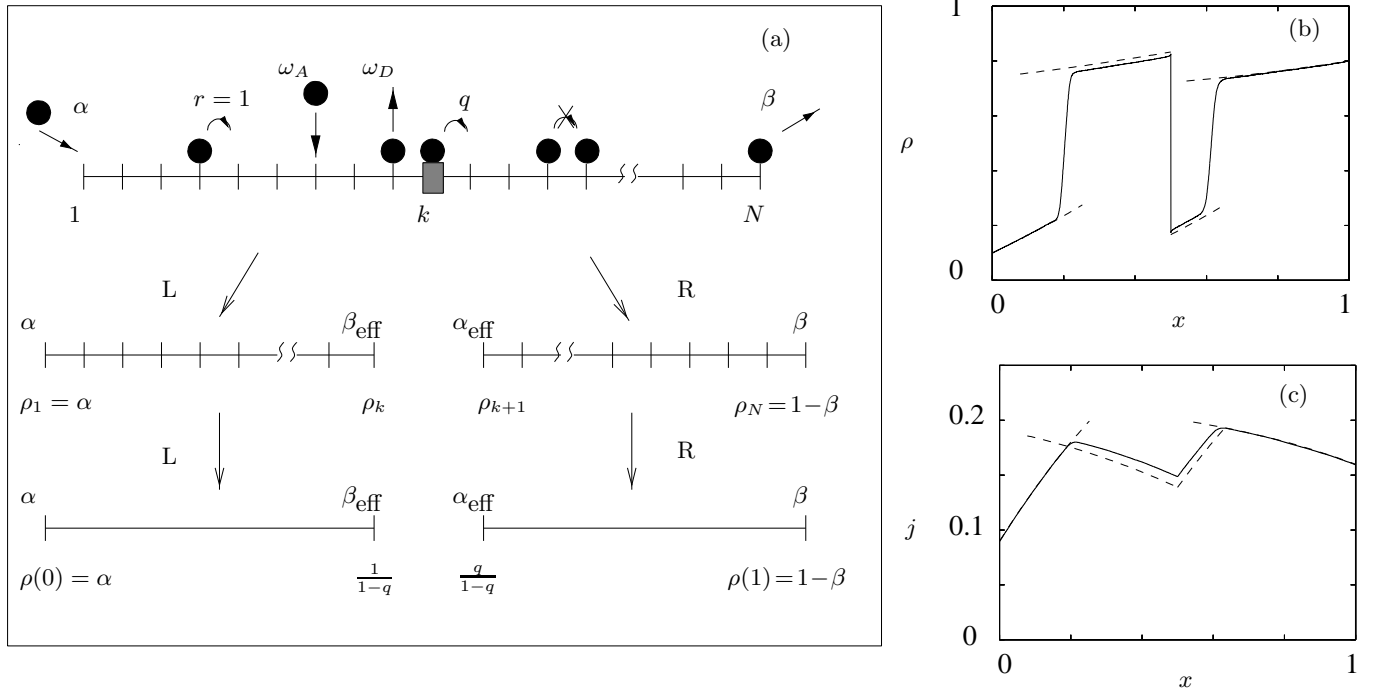 (a)
α r = 1 ω_A ω_D q β
1 k N
L R
α β_eff α_eff β
ρ_1 = α ρ_k ρ_{k+1} ρ_N = 1−β
L R
α β_eff α_eff β
ρ(0) = α 1/(1−q) q/(1−q) ρ(1) = 1−β
1
(b)
ρ
0
0 1
x
(c)
0.2
0.1
j
0
0 1
x